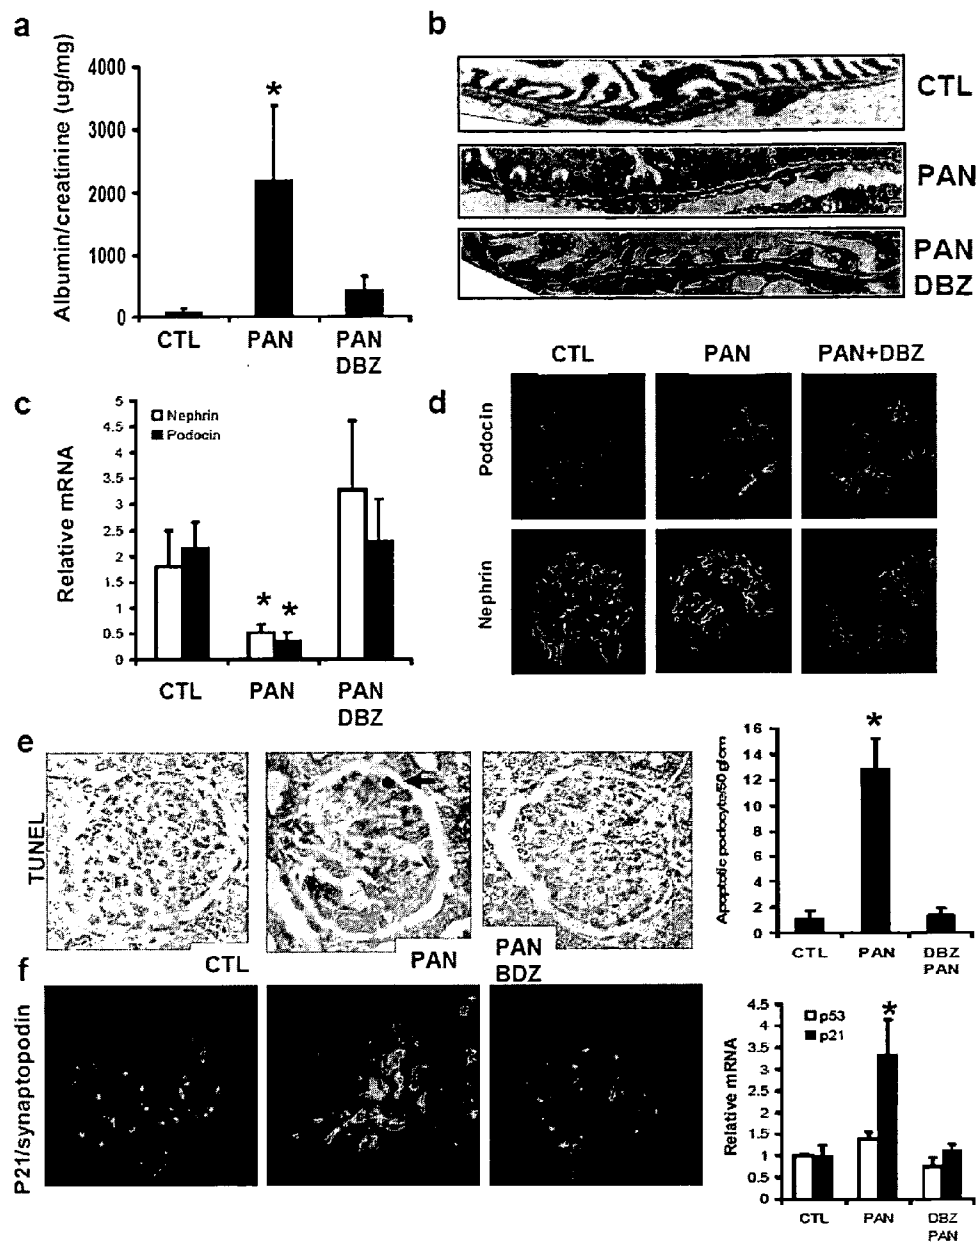 a
Albumin/creatinine (ug/mg)
4000
3000
2000
1000
0
*
CTL
PAN
PAN
DBZ
b
CTL
PAN
PAN
DBZ
c
Relative mRNA
5
4.5
4
3.5
3
2.5
2
1.5
1
0.5
0
Nephrin
Podocin
* *
CTL
PAN
PAN
DBZ
d
CTL
PAN
PAN+DBZ
Podocin
Nephrin
e
TUNEL
CTL
PAN
PAN
BDZ
Apoptotic podocyte/50 glom
16
14
12
10
8
6
4
2
0
*
CTL
PAN
DBZ
PAN
f
P21/synaptopodin
Relative mRNA
4.5
4
3.5
3
2.5
2
1.5
1
0.5
0
p53
p21
*
CTL
PAN
DBZ
PAN